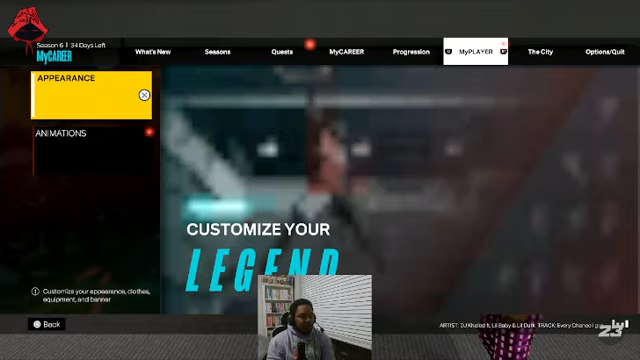 Season 6 | 34 Days Left
MyCAREER
What's New
Seasons
Quests
MyCAREER
Progression
MyPLAYER
The City
Options/Quit
APPEARANCE
ANIMATIONS
CUSTOMIZE YOUR
LEGEND
Customize your appearance, clothes,
equipment, and banner
Back
ARTIST: DJ Khaled ft. Lil Baby & Lil Durk TRACK: Every Chance I
23